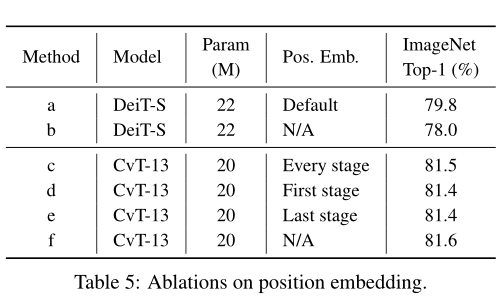 Method Model Param (M) Pos. Emb. ImageNet Top-1 (%)
a DeiT-S 22 Default 79.8
b DeiT-S 22 N/A 78.0
c CvT-13 20 Every stage 81.5
d CvT-13 20 First stage 81.4
e CvT-13 20 Last stage 81.4
f CvT-13 20 N/A 81.6
Table 5: Ablations on position embedding.